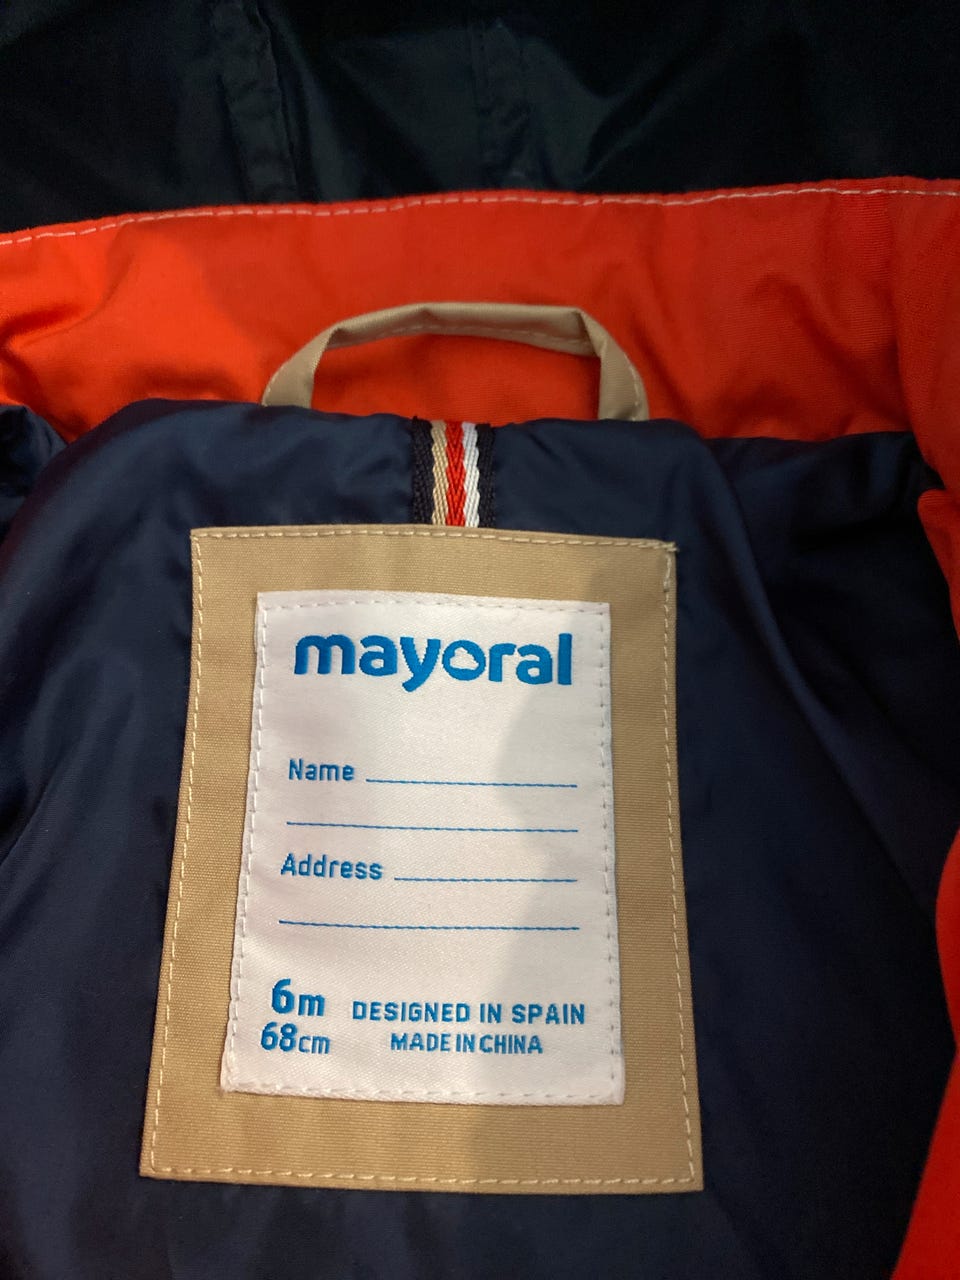 mayoral
Name
Address
6m
68cm
DESIGNED IN SPAIN
MADE IN CHINA